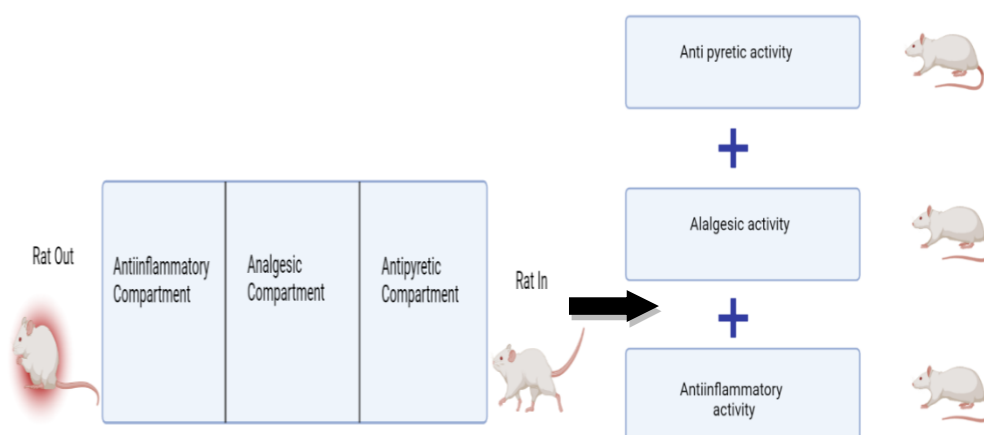 Rat Out
Antiinflammatory
Compartment
Analgesic
Compartment
Antipyretic
Compartment
Rat In
Anti pyretic activity
Alalgesic activity
Antiinflammatory
activity